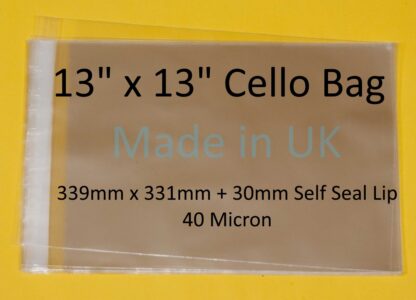 13" x 13" Cello Bag
Made in UK
339mm x 331mm + 30mm Self Seal Lip
40 Micron